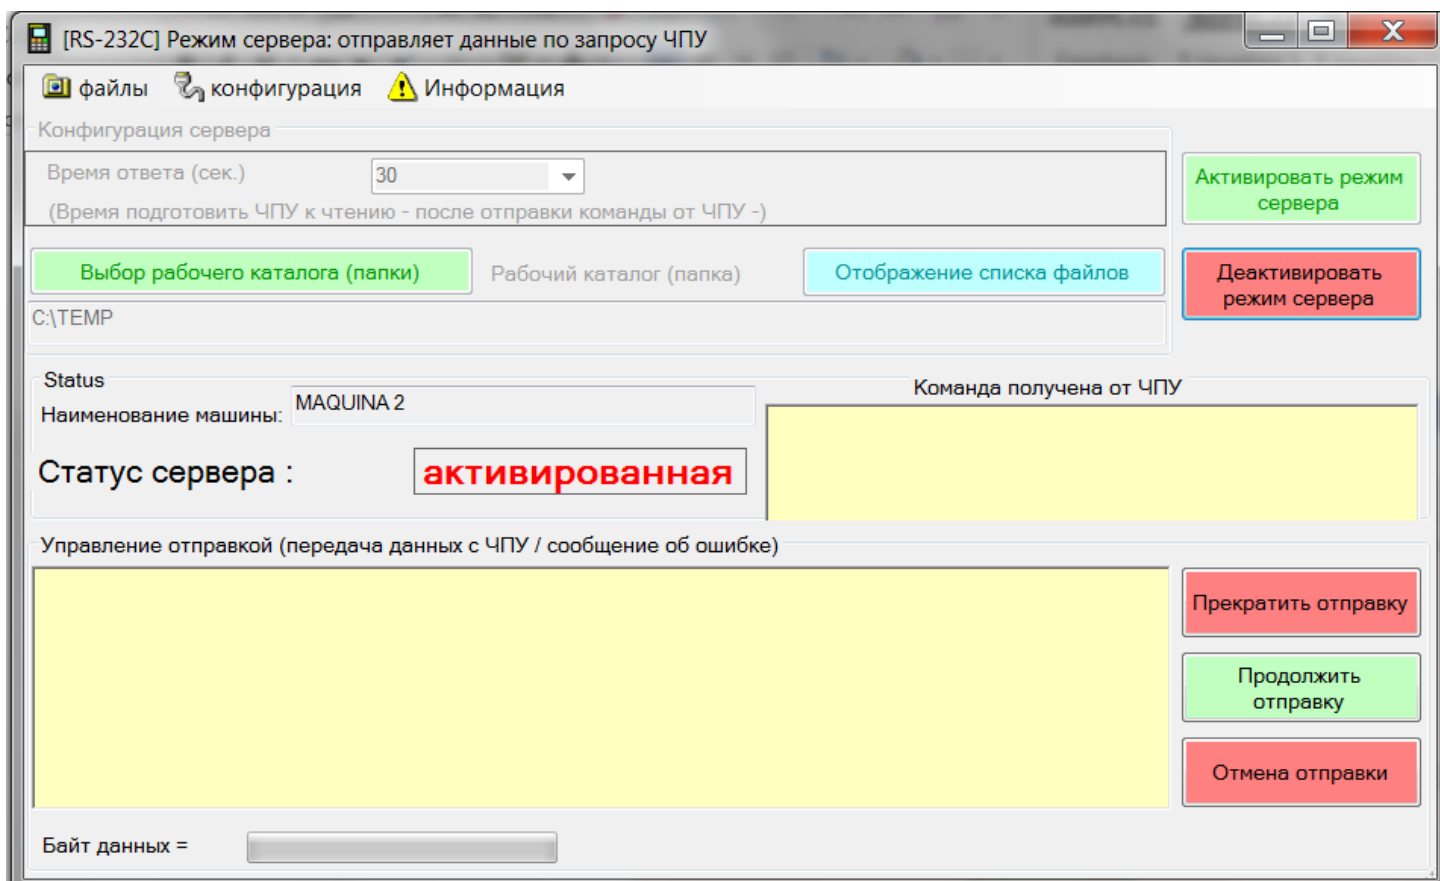 [RS-232C] Режим сервера: отправляет данные по запросу ЧПУ
файлы конфигурация Информация
Конфигурация сервера
Время ответа (сек.) 30
(Время подготовить ЧПУ к чтению - после отправки команды от ЧПУ -)
Активировать режим
сервера
Выбор рабочего каталога (папки) Рабочий каталог (папка) Отображение списка файлов
Деактивировать
режим сервера
C:\TEMP
Status
Наименование машины: MAQUINA 2
Команда получена от ЧПУ
Статус сервера : активированная
Управление отправкой (передача данных с ЧПУ / сообщение об ошибке)
Прекратить отправку
Продолжить
отправку
Отмена отправки
Байт данных =